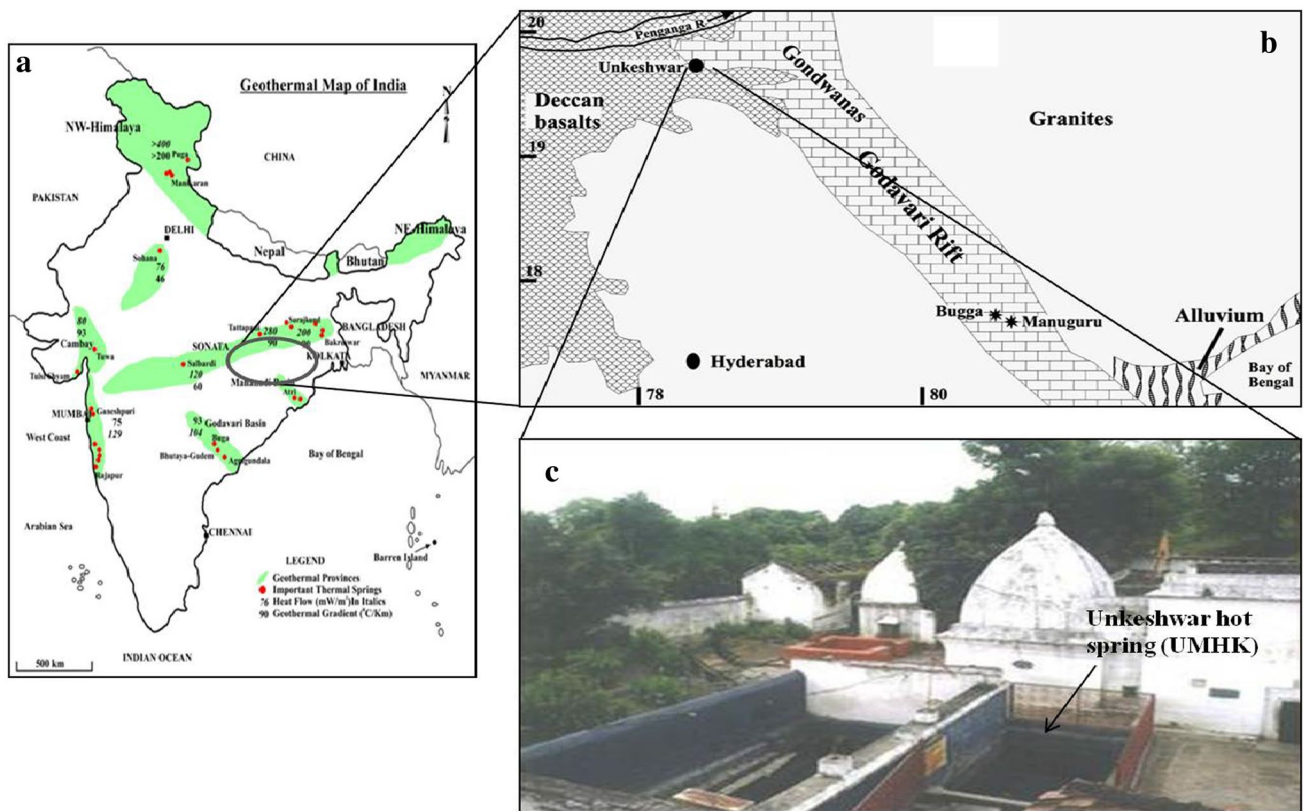 a
Geothermal Map of India
N
NW-Himalaya
>400
>200
Puga
Manikaran
CHINA
PAKISTAN
DELHI
Sohana
76
46
Nepal
NE-Himalaya
Bhutan
80
93
Cambay
Tuwa
Tulsi Shyam
SONATA
Tattapani
280
90
Surajkund
200
BANGLADESH
Bakreswar
KOLKATA
Salbardi
120
60
MYANMAR
Atri
MUMBAI
Ganeshpuri
75
129
West Coast
Rajapur
93
104
Godavari Basin
Buga
Bhutaya-Gudem
Agnigundala
Bay of Bengal
Arabian Sea
CHENNAI
Barren Island
LEGEND
Geothermal Provinces
Important Thermal Springs
76 Heat Flow (mW/m²)In Italics
90 Geothermal Gradient (°C/Km)
500 km
INDIAN OCEAN
b
20
19
18
78
80
Penganga R
Unkeshwar
Deccan
basalts
Gondwanas
Godavari Rift
Granites
Bugga
Manuguru
Hyderabad
Alluvium
Bay of
Bengal
c
Unkeshwar hot
spring (UMHK)